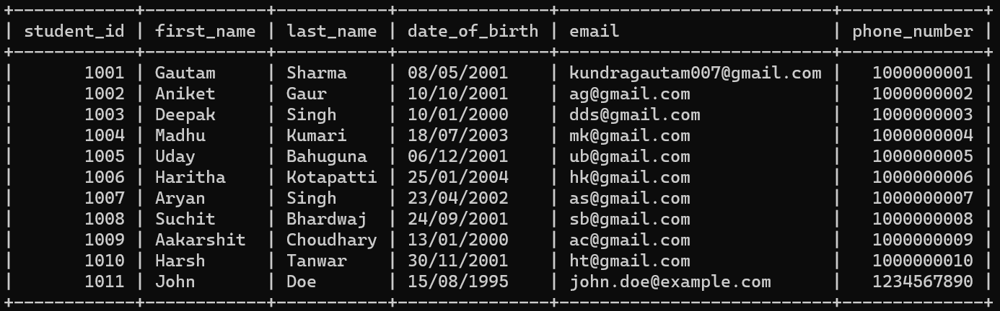 +------------+------------+-----------+---------------+---------------------------+--------------+
| student_id | first_name | last_name | date_of_birth | email                     | phone_number |
+------------+------------+-----------+---------------+---------------------------+--------------+
|       1001 | Gautam     | Sharma    | 08/05/2001    | kundragautam007@gmail.com |   1000000001 |
|       1002 | Aniket     | Gaur      | 10/10/2001    | ag@gmail.com              |   1000000002 |
|       1003 | Deepak     | Singh     | 10/01/2000    | dds@gmail.com             |   1000000003 |
|       1004 | Madhu      | Kumari    | 18/07/2003    | mk@gmail.com              |   1000000004 |
|       1005 | Uday       | Bahuguna  | 06/12/2001    | ub@gmail.com              |   1000000005 |
|       1006 | Haritha    | Kotapatti | 25/01/2004    | hk@gmail.com              |   1000000006 |
|       1007 | Aryan      | Singh     | 23/04/2002    | as@gmail.com              |   1000000007 |
|       1008 | Suchit     | Bhardwaj  | 24/09/2001    | sb@gmail.com              |   1000000008 |
|       1009 | Aakarshit  | Choudhary | 13/01/2000    | ac@gmail.com              |   1000000009 |
|       1010 | Harsh      | Tanwar    | 30/11/2001    | ht@gmail.com              |   1000000010 |
|       1011 | John       | Doe       | 15/08/1995    | john.doe@example.com      |   1234567890 |
+------------+------------+-----------+---------------+---------------------------+--------------+